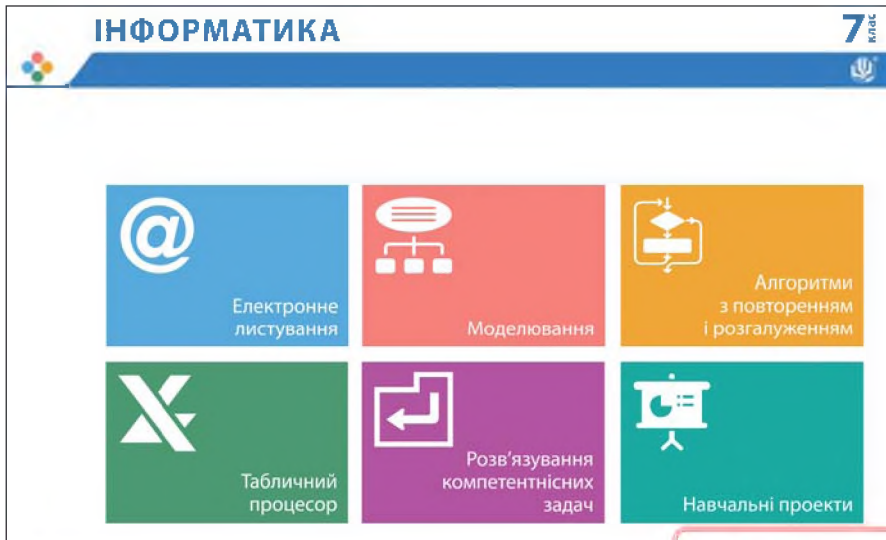 ІНФОРМАТИКА
7 клас
@
Електронне
листування
Моделювання
Алгоритми
з повторенням
і розгалуженням
Табличний
процесор
Розв'язування
компетентнісних
задач
Навчальні проекти